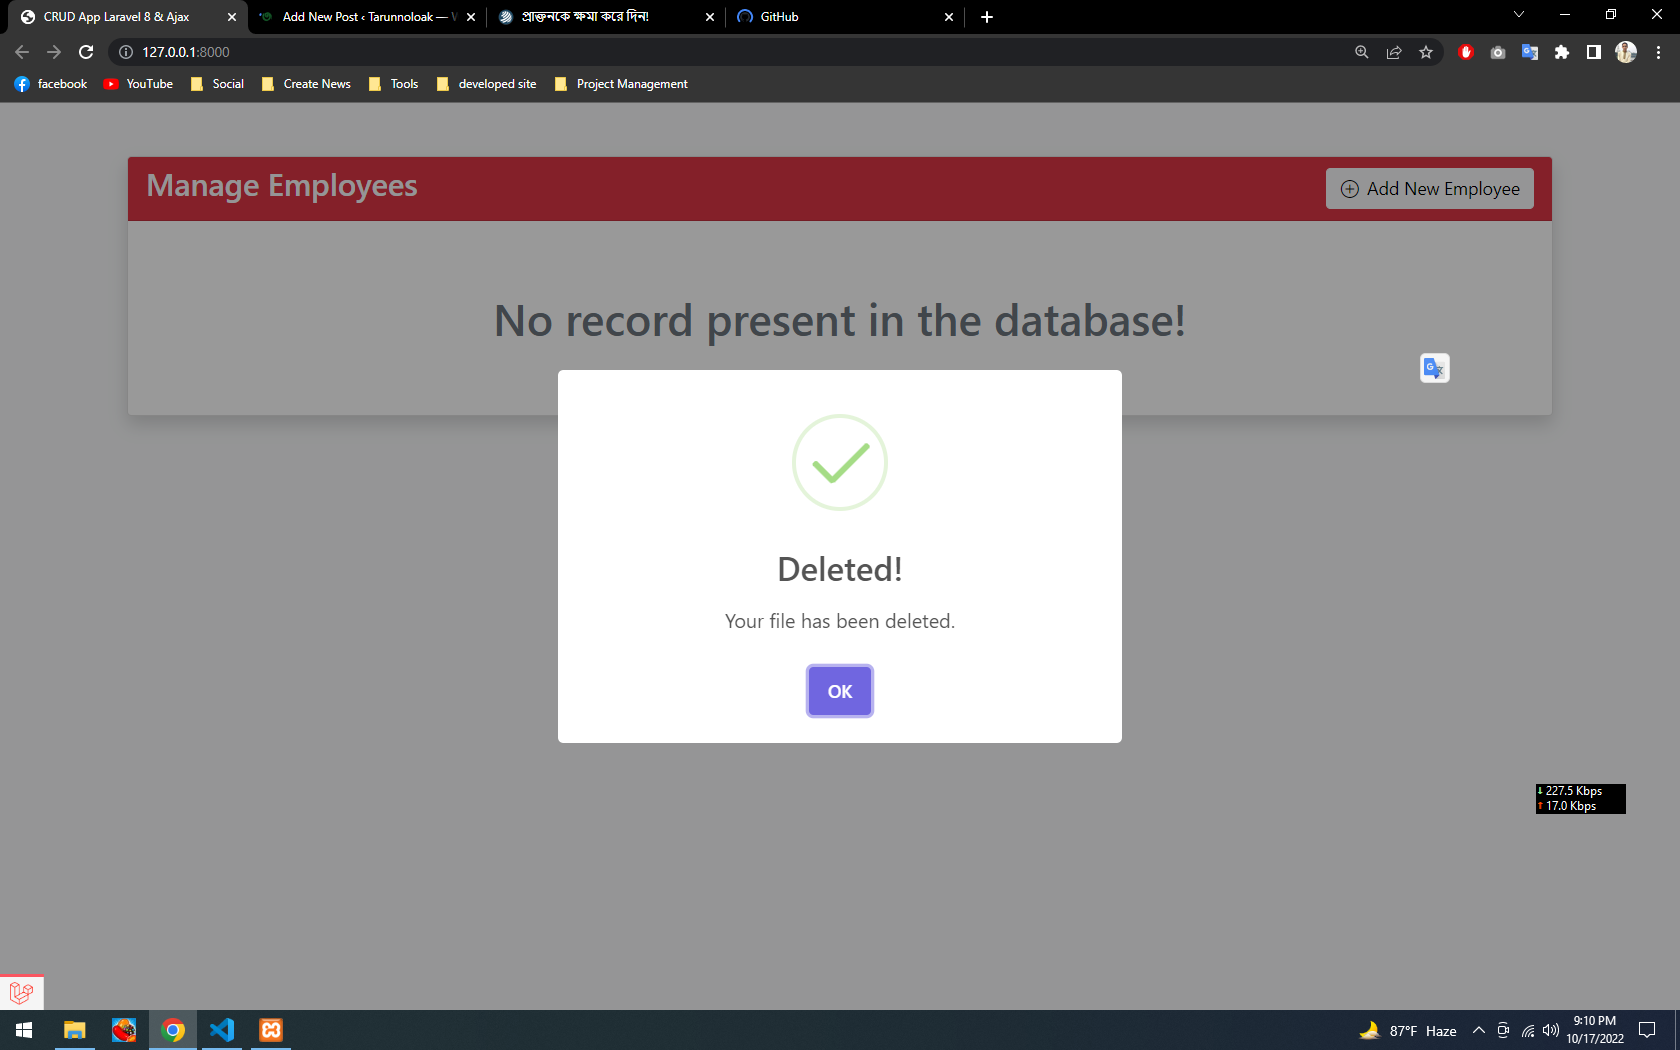 CRUD App Laravel 8 & Ajax
Add New Post ‹ Tarunnoloak —
প্রাক্তনকে ক্ষমা করে দিন!
GitHub
127.0.0.1:8000
facebook
YouTube
Social
Create News
Tools
developed site
Project Management
Manage Employees
Add New Employee
No record present in the database!
Deleted!
Your file has been deleted.
OK
↓ 227.5 Kbps
↑ 17.0 Kbps
87°F Haze
9:10 PM
10/17/2022